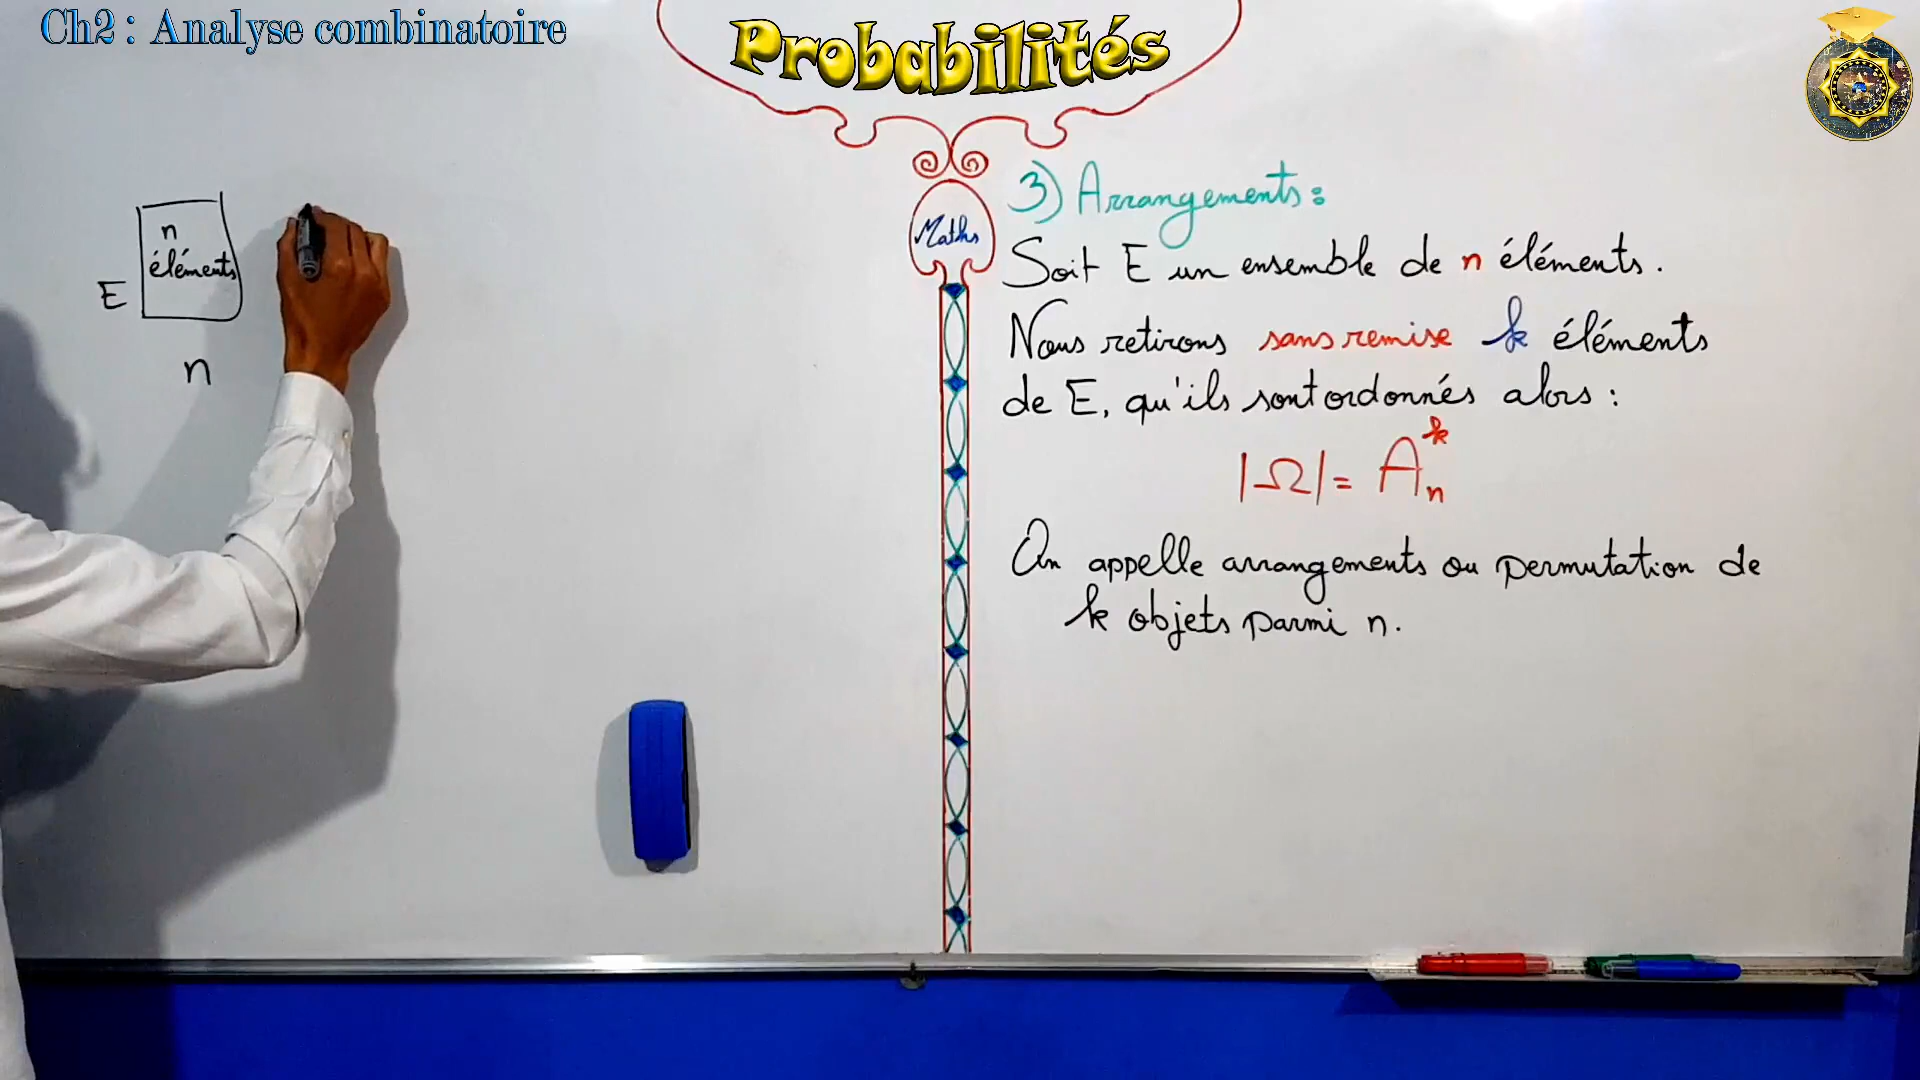 Ch2 : Analyse combinatoire
Probabilités
n
éléments
E
n
Maths
3) Arrangements :
Soit E un ensemble de n éléments.
Nous retirons sans remise k éléments
de E, qu'ils sont ordonnés alors :
|Ω| = Aₙᵏ
On appelle arrangements ou permutation de
k objets parmi n.